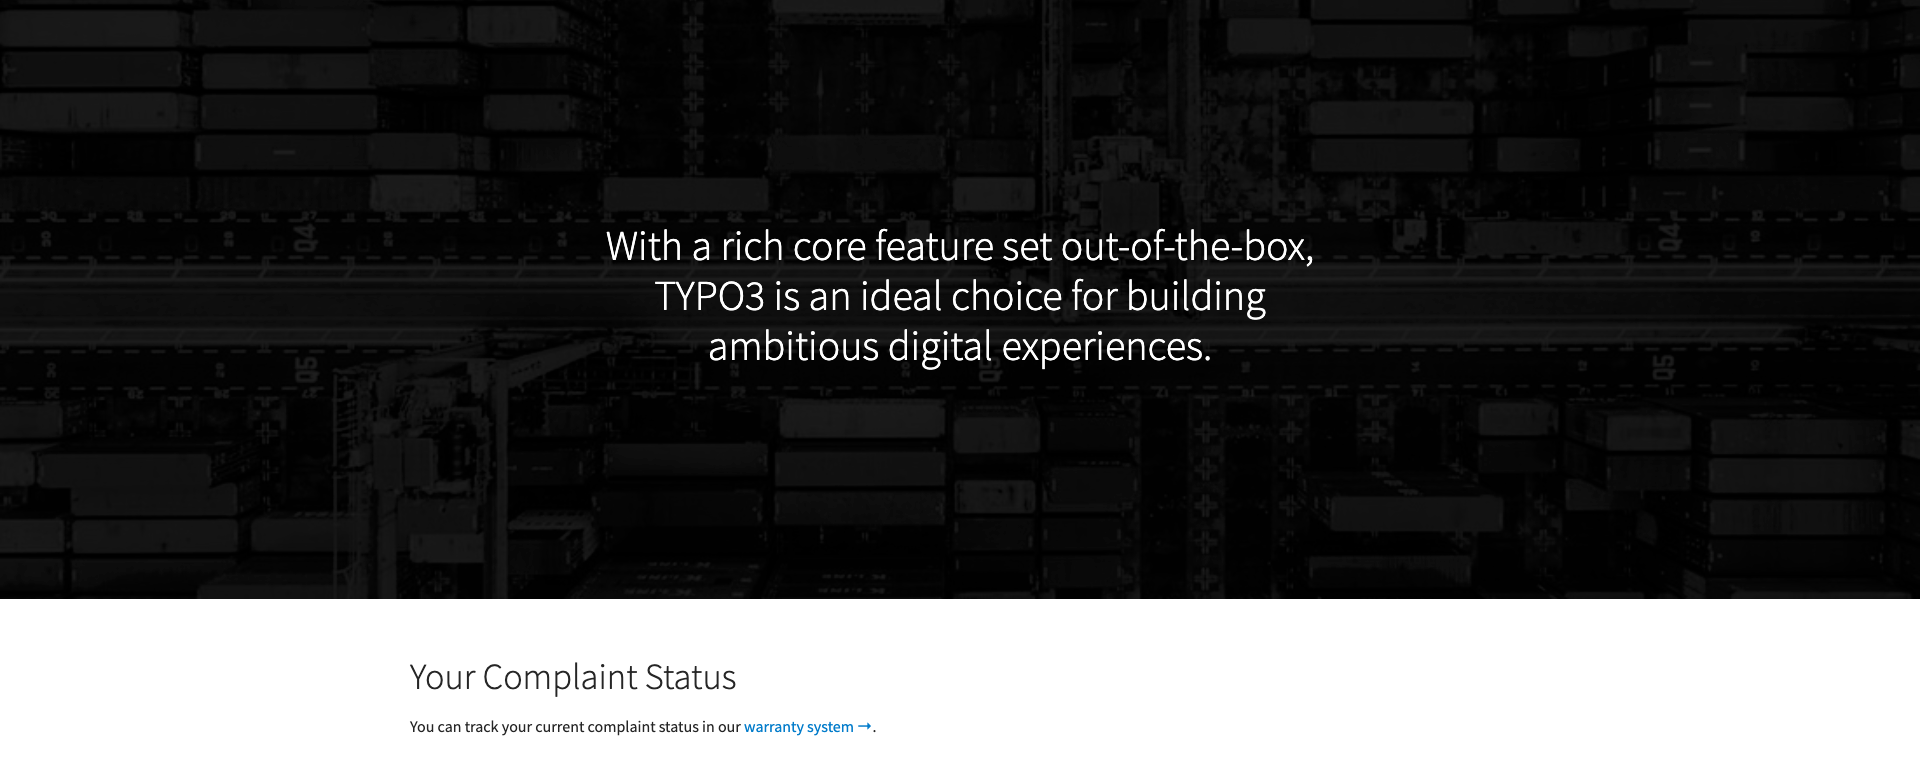 With a rich core feature set out-of-the-box,
TYPO3 is an ideal choice for building
ambitious digital experiences.
Your Complaint Status
You can track your current complaint status in our warranty system →.